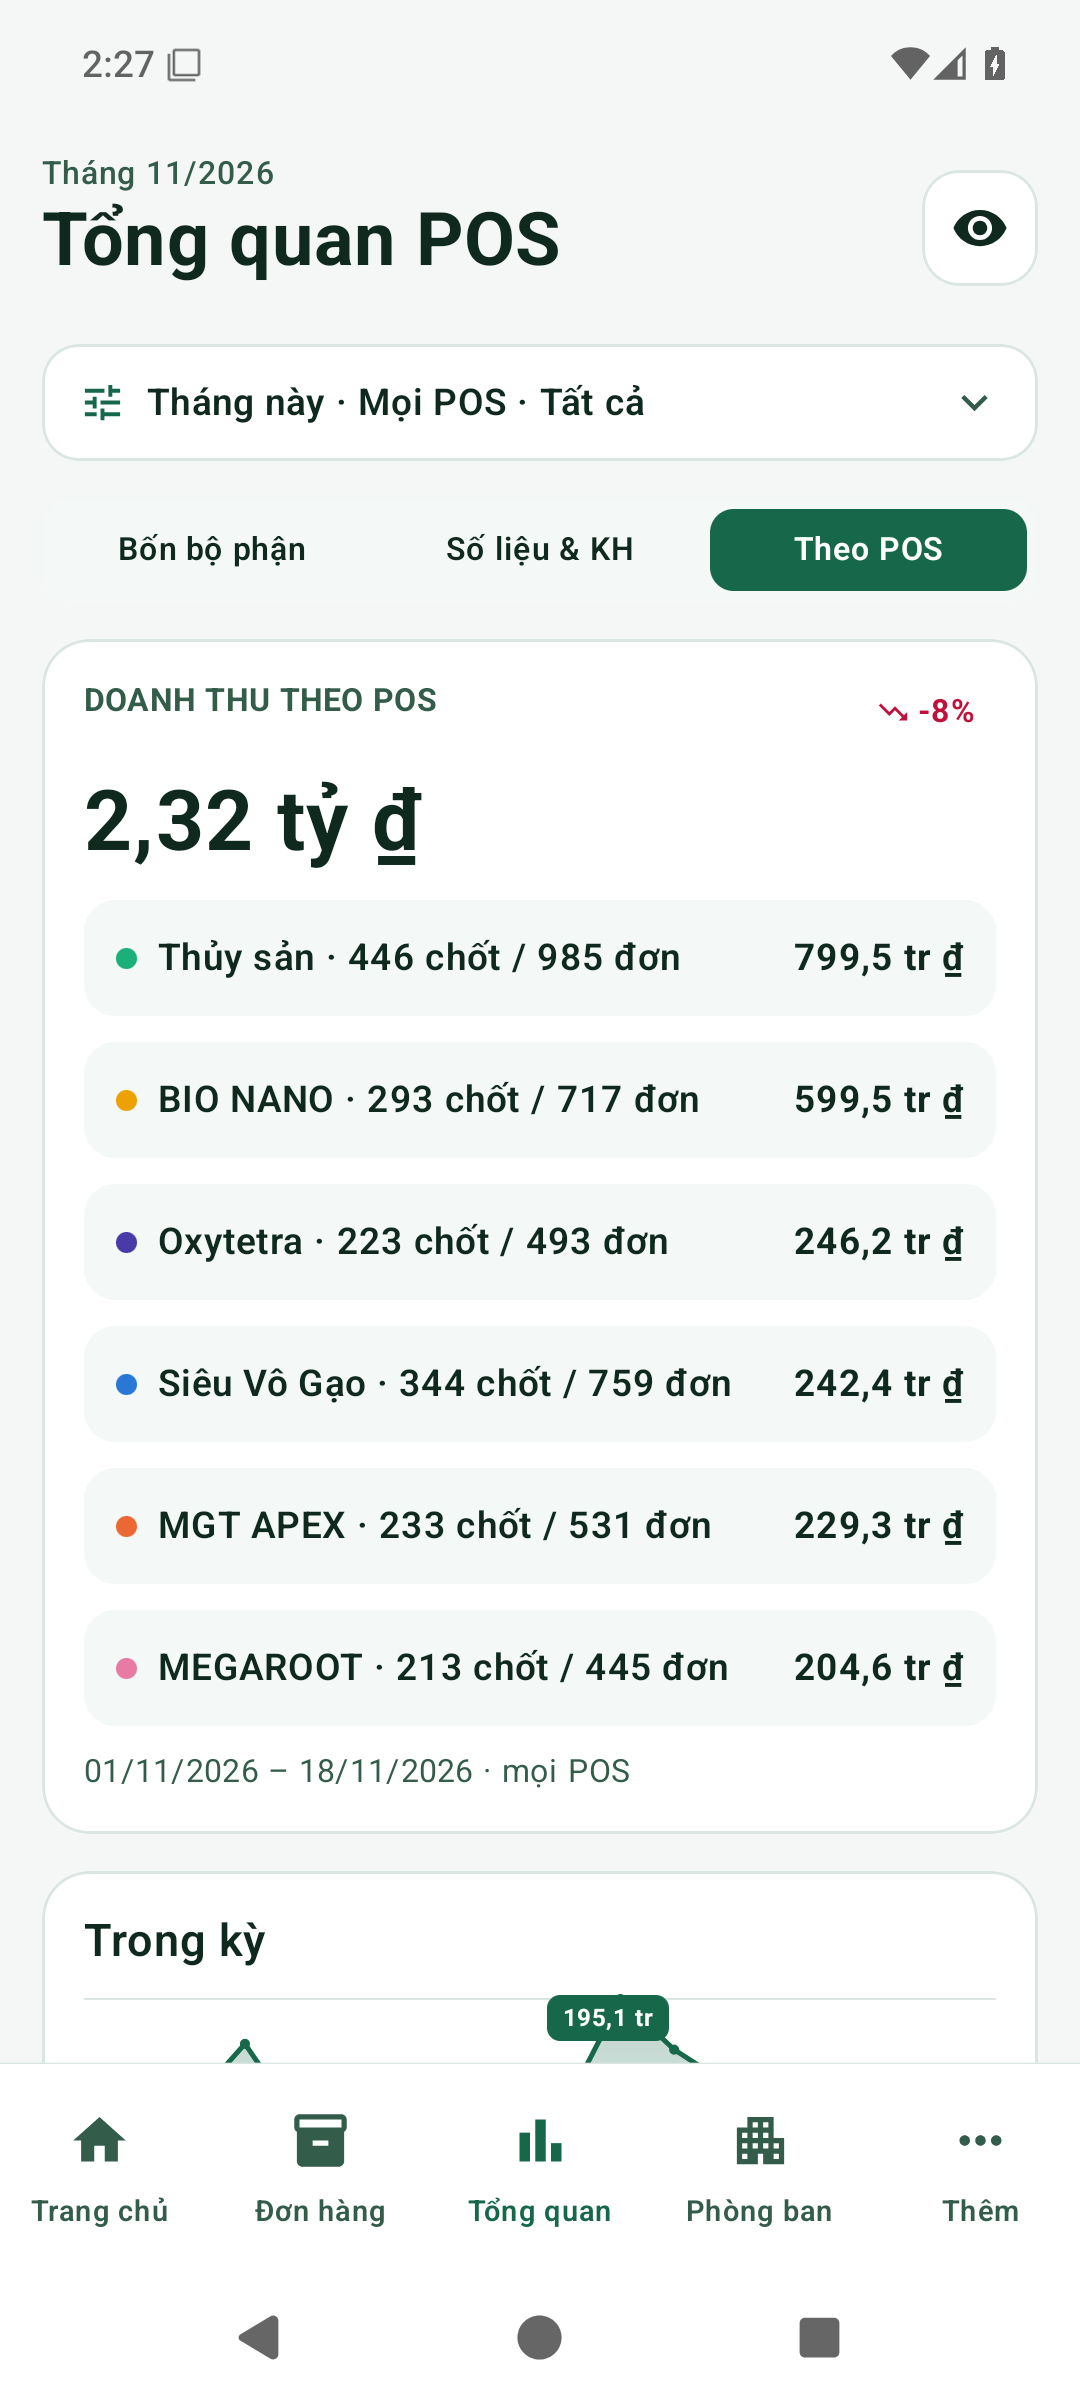 2:27
Tháng 11/2026
Tổng quan POS
Tháng này · Mọi POS · Tất cả
Bốn bộ phận
Số liệu & KH
Theo POS
DOANH THU THEO POS
-8%
2,32 tỷ ₫
Thủy sản · 446 chốt / 985 đơn 799,5 tr ₫
BIO NANO · 293 chốt / 717 đơn 599,5 tr ₫
Oxytetra · 223 chốt / 493 đơn 246,2 tr ₫
Siêu Vô Gạo · 344 chốt / 759 đơn 242,4 tr ₫
MGT APEX · 233 chốt / 531 đơn 229,3 tr ₫
MEGAROOT · 213 chốt / 445 đơn 204,6 tr ₫
01/11/2026 – 18/11/2026 · mọi POS
Trong kỳ
195,1 tr
Trang chủ
Đơn hàng
Tổng quan
Phòng ban
Thêm